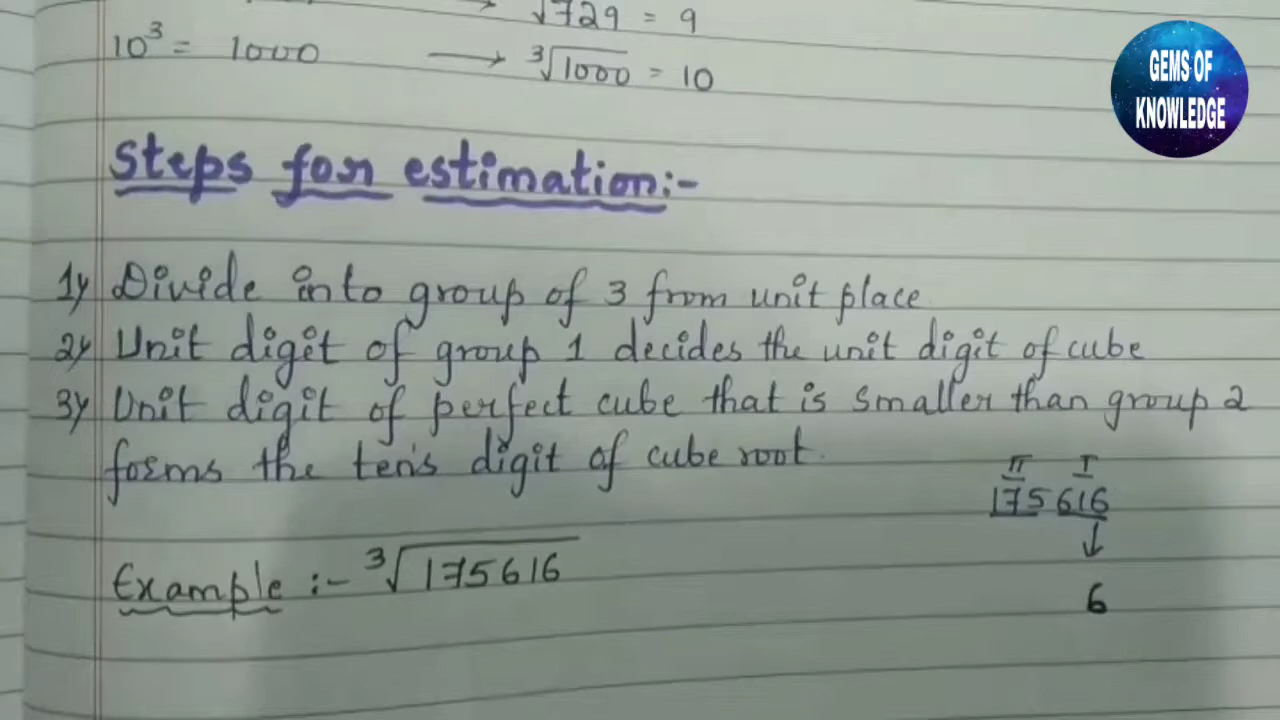 √729 = 9
10³ = 1000 → ³√1000 = 10
GEMS OF
KNOWLEDGE
Steps for estimation:-
1) Divide into group of 3 from unit place
2) Unit digit of group 1 decides the unit digit of cube
3) Unit digit of perfect cube that is smaller than group 2
forms the ten's digit of cube root.
II I
175 616
↓
6
Example :- ³√175616